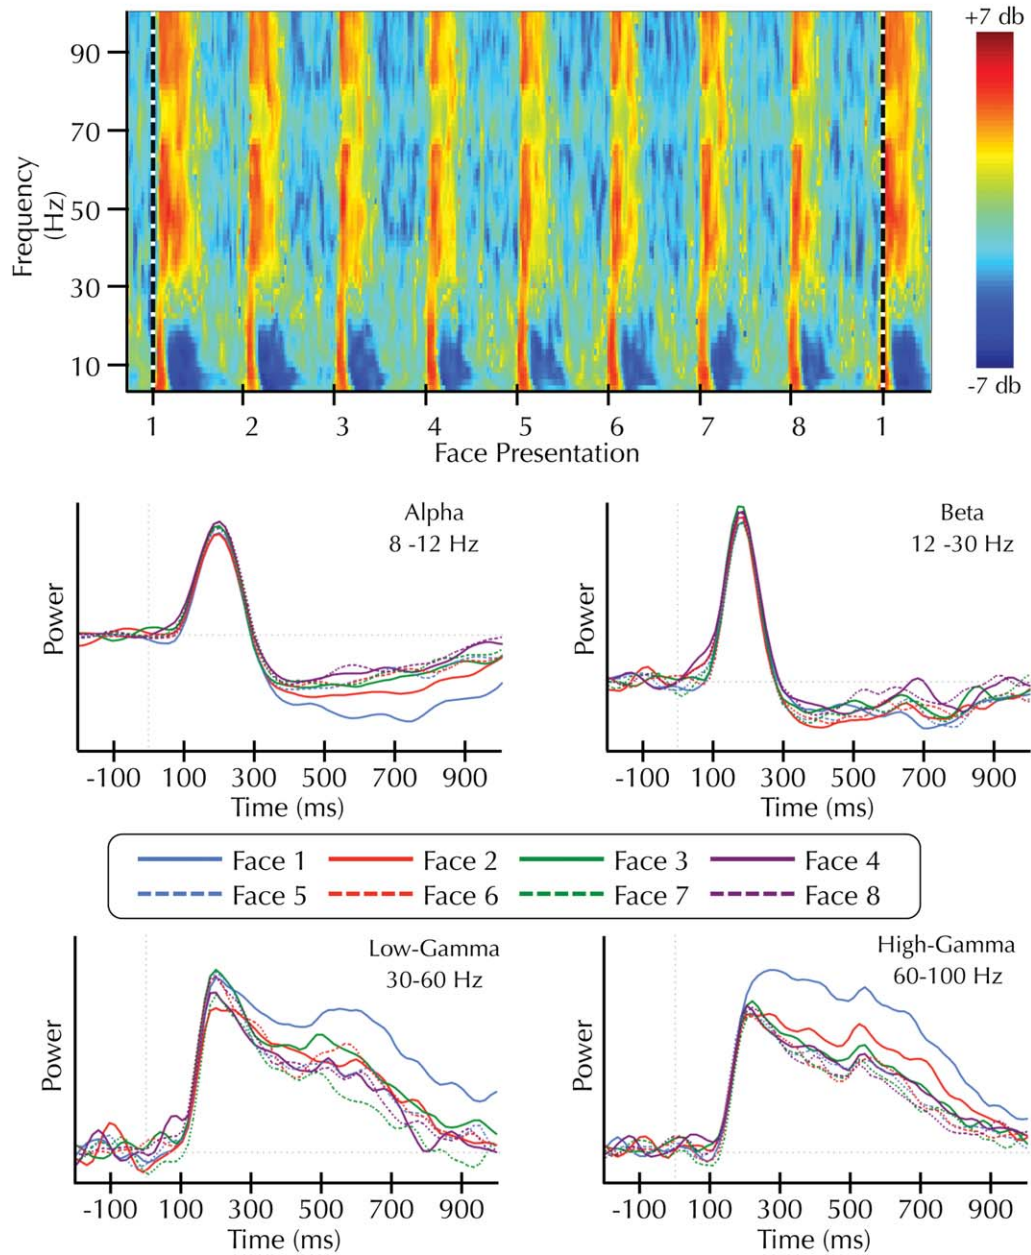 +7 db
90
70
50
30
10
Frequency
(Hz)
-7 db
1 2 3 4 5 6 7 8 1
Face Presentation
Alpha
8 -12 Hz
Power
-100 100 300 500 700 900
Time (ms)
Beta
12 -30 Hz
Power
-100 100 300 500 700 900
Time (ms)
Face 1 Face 2 Face 3 Face 4
Face 5 Face 6 Face 7 Face 8
Low-Gamma
30-60 Hz
Power
-100 100 300 500 700 900
Time (ms)
High-Gamma
60-100 Hz
Power
-100 100 300 500 700 900
Time (ms)